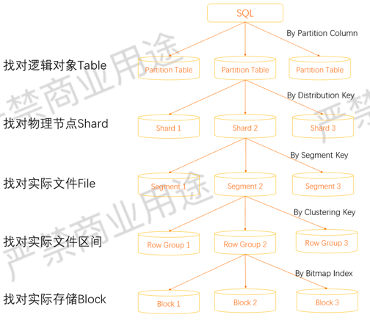 SQL
By Partition Column
找对逻辑对象Table
Partition Table
Partition Table
Partition Table
By Distribution Key
找对物理节点Shard
Shard 1
Shard 2
Shard 3
By Segment Key
找对实际文件File
Segment 1
Segment 2
Segment 3
By Clustering Key
找对实际文件区间
Row Group 1
Row Group 2
Row Group 3
By Bitmap Index
找对实际存储Block
Block 1
Block 2
Block 3
严禁商业用途
严禁商业用途
严